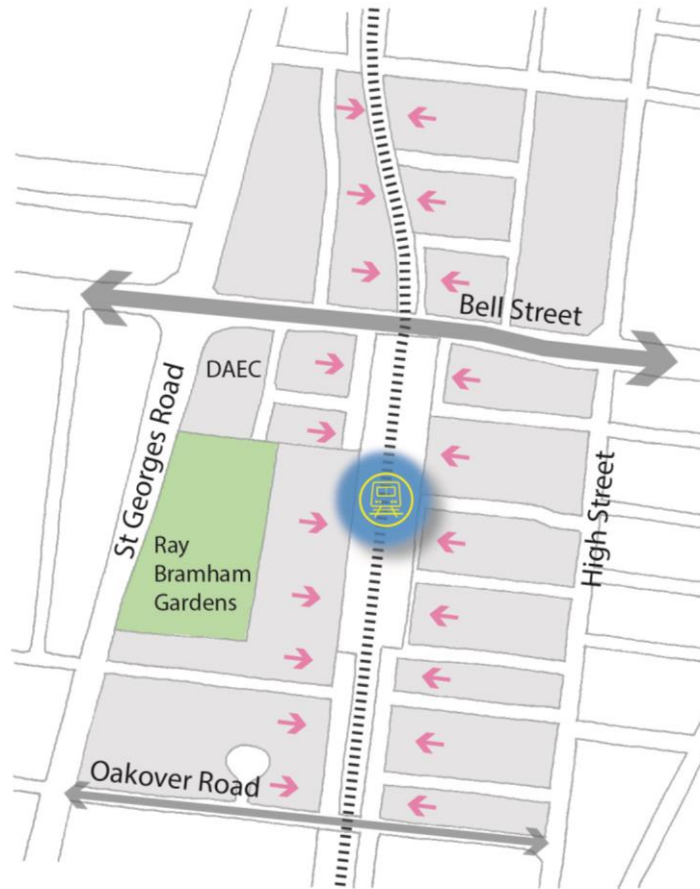 Bell Street
DAEC
St Georges Road
High Street
Ray
Bramham
Gardens
Oakover Road